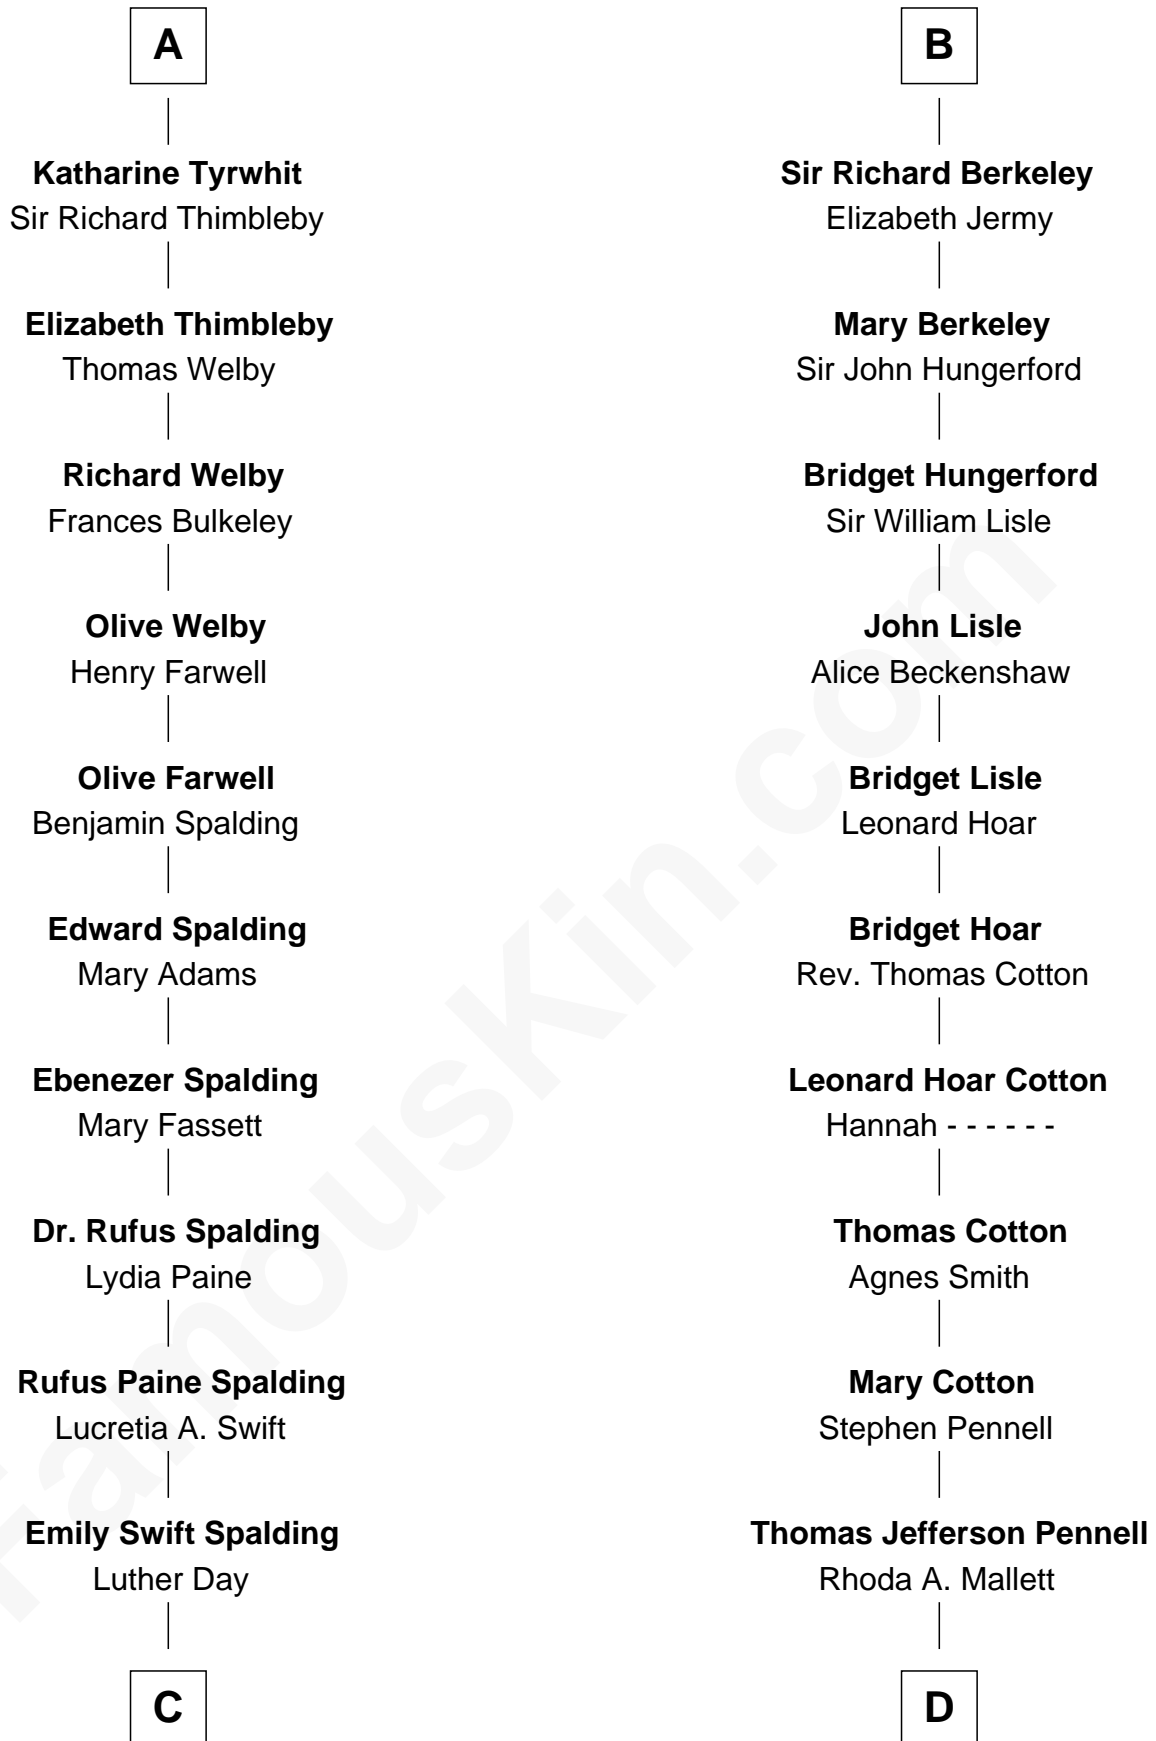 A
Katharine Tyrwhit
Sir Richard Thimbleby
Elizabeth Thimbleby
Thomas Welby
Richard Welby
Frances Bulkeley
Olive Welby
Henry Farwell
Olive Farwell
Benjamin Spalding
Edward Spalding
Mary Adams
Ebenezer Spalding
Mary Fassett
Dr. Rufus Spalding
Lydia Paine
Rufus Paine Spalding
Lucretia A. Swift
Emily Swift Spalding
Luther Day
C
B
Sir Richard Berkeley
Elizabeth Jermy
Mary Berkeley
Sir John Hungerford
Bridget Hungerford
Sir William Lisle
John Lisle
Alice Beckenshaw
Bridget Lisle
Leonard Hoar
Bridget Hoar
Rev. Thomas Cotton
Leonard Hoar Cotton
Hannah - - - - - -
Thomas Cotton
Agnes Smith
Mary Cotton
Stephen Pennell
Thomas Jefferson Pennell
Rhoda A. Mallett
D
FamousKin.com